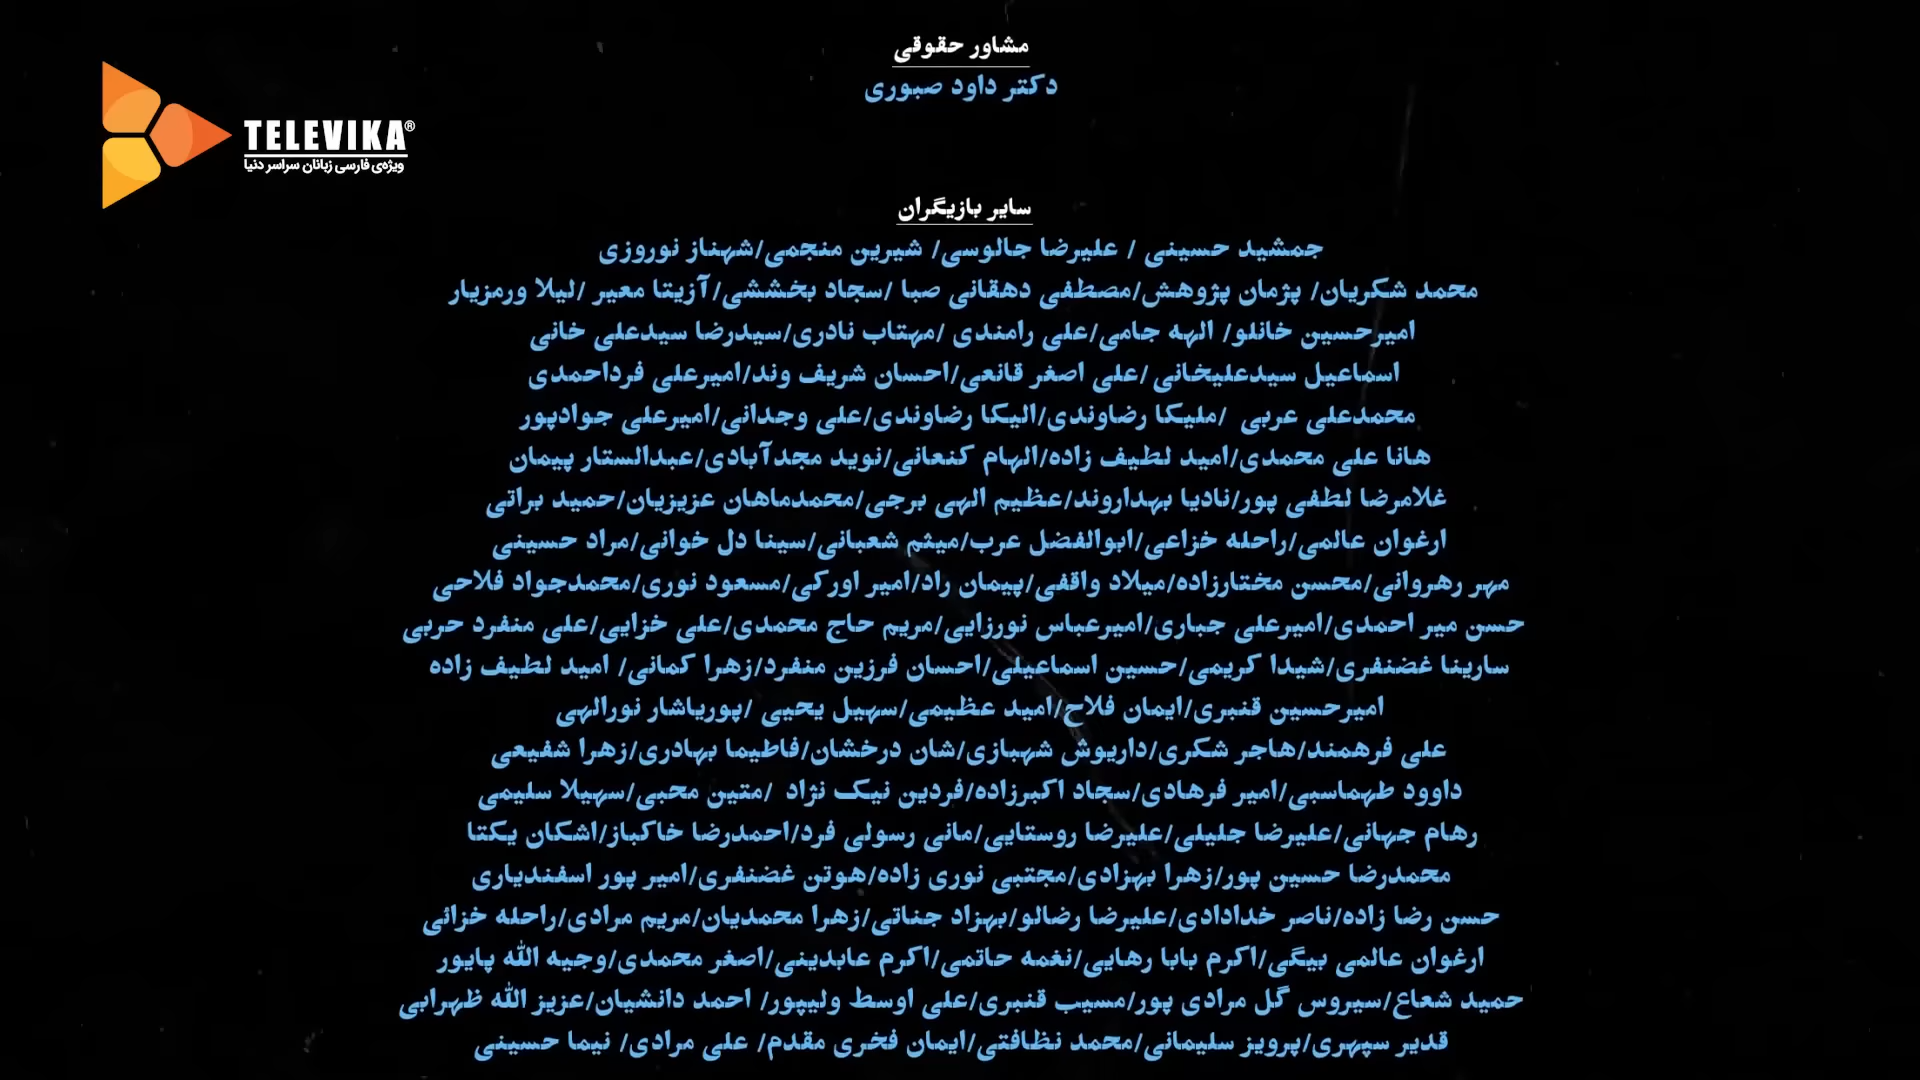 مشاور حقوقی
دکتر داود صبوری
TELEVIKA®
ویژه‌ی فارسی زبانان سراسر دنیا
سایر بازیگران
جمشید حسینی / علیرضا جالوسی/ شیرین منجمی/شهناز نوروزی
محمد شکریان/ پژمان پژوهش/مصطفی دهقانی صبا /سجاد بخششی/آزیتا معیر /لیلا ورمزیار
امیرحسین خانلو/ الهه جامی/علی رامندی /مهتاب نادری/سیدرضا سیدعلی خانی
اسماعیل سیدعلیخانی /علی اصغر قانعی/احسان شریف وند/امیرعلی فرداحمدی
محمدعلی عربی /ملیکا رضاوندی/الیکا رضاوندی/علی وجدانی/امیرعلی جوادپور
هانا علی محمدی/امید لطیف زاده/الهام کنعانی/نوید مجدآبادی/عبدالستار پیمان
غلامرضا لطفی پور/نادیا بهداروند/عظیم الهی برجی/محمدماهان عزیزیان/حمید براتی
ارغوان عالمی/راحله خزاعی/ابوالفضل عرب/میثم شعبانی/سینا دل خوانی/مراد حسینی
مهر رهروانی/محسن مختارزاده/میلاد واقفی/پیمان راد/امیر اورکی/مسعود نوری/محمدجواد فلاحی
حسن میر احمدی/امیرعلی جباری/امیرعباس نورزایی/مریم حاج محمدی/علی خزایی/علی منفرد حربی
سارینا غضنفری/شیدا کریمی/حسین اسماعیلی/احسان فرزین منفرد/زهرا کمانی/ امید لطیف زاده
امیرحسین قنبری/ایمان فلاح/امید عظیمی/سهیل یحیی /پوریاشار نورالهی
علی فرهمند/هاجر شکری/داریوش شهبازی/شان درخشان/فاطیما بهادری/زهرا شفیعی
داوود طهماسبی/امیر فرهادی/سجاد اکبرزاده/فردین نیک نژاد /متین محبی/سهیلا سلیمی
رهام جهانی/علیرضا جلیلی/علیرضا روستایی/مانی رسولی فرد/احمدرضا خاکباز/اشکان یکتا
محمدرضا حسین پور/زهرا بهزادی/مجتبی نوری زاده/هوتن غضنفری/امیر پور اسفندیاری
حسن رضا زاده/ناصر خدادادی/علیرضا رضالو/بهزاد جناتی/زهرا محمدیان/مریم مرادی/راحله خزائی
ارغوان عالمی بیگی/اکرم بابا رهایی/نغمه حاتمی/اکرم عابدینی/اصغر محمدی/وجیه الله پایور
حمید شعاع/سیروس گل مرادی پور/مسیب قنبری/علی اوسط ولیپور/ احمد دانشیان/عزیز الله ظهرابی
قدیر سپهری/پرویز سلیمانی/محمد نظافتی/ایمان فخری مقدم/ علی مرادی/ نیما حسینی